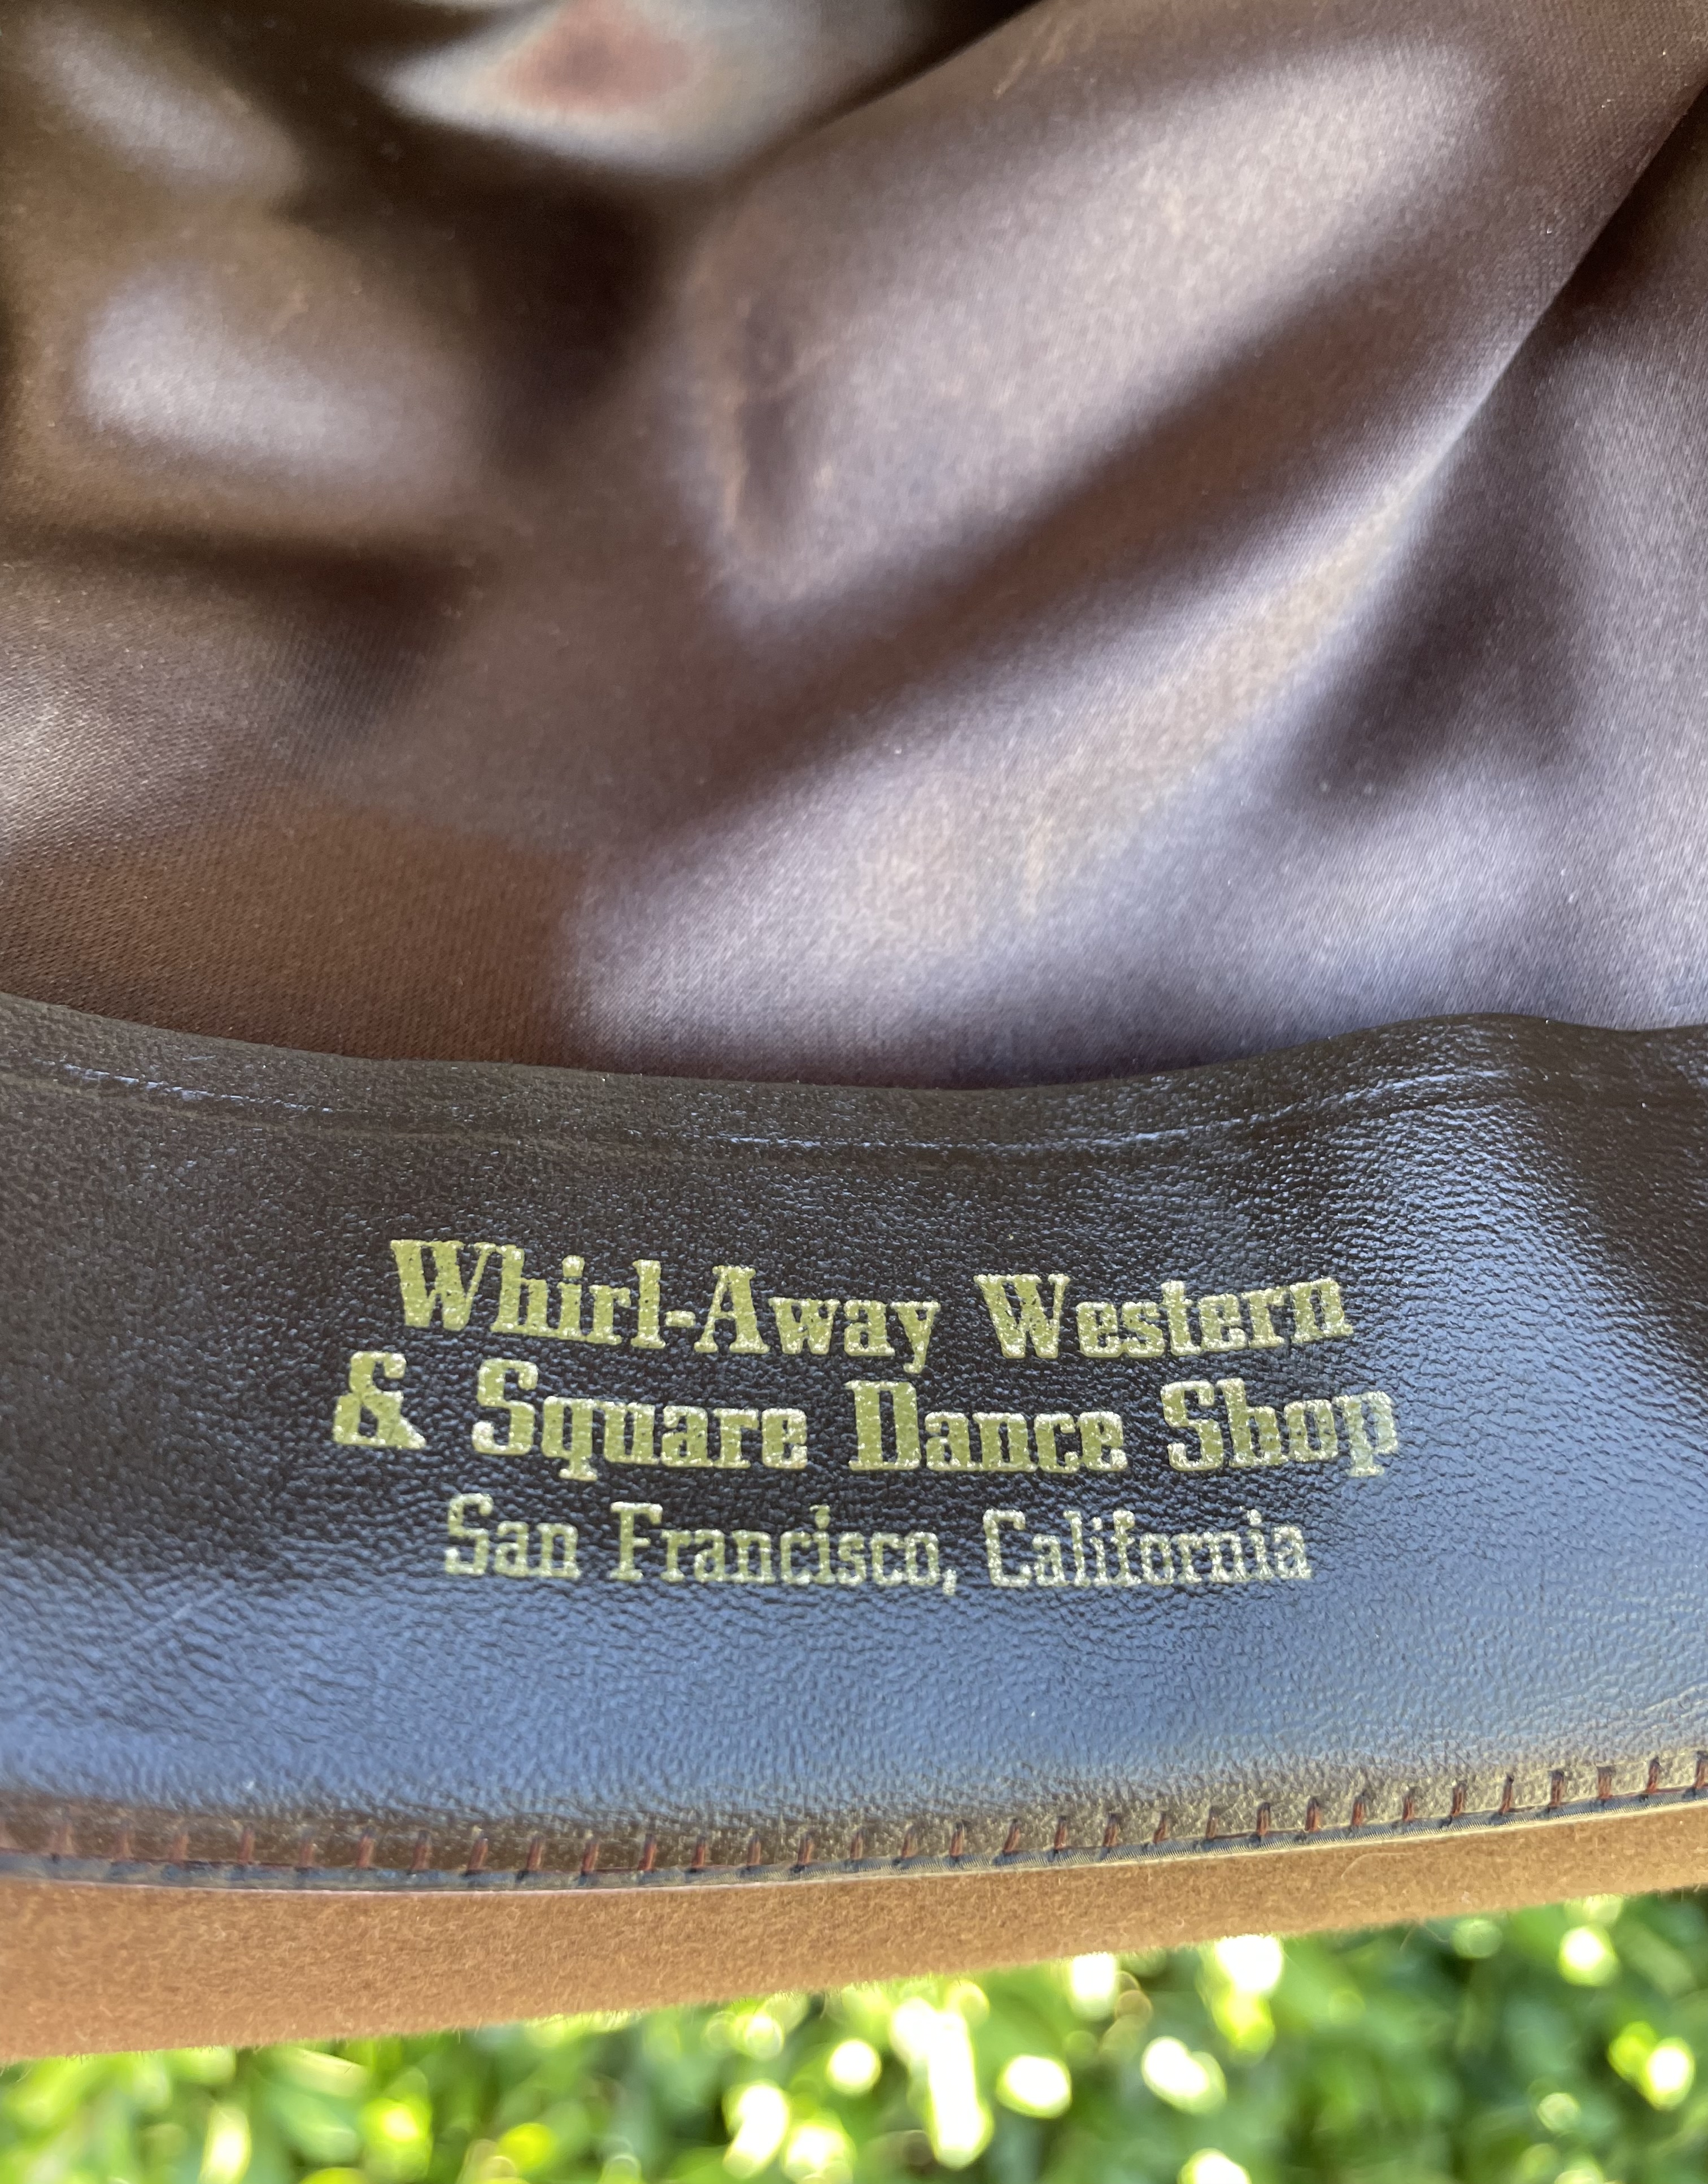 Whirl-Away Western
& Square Dance Shop
San Francisco, California